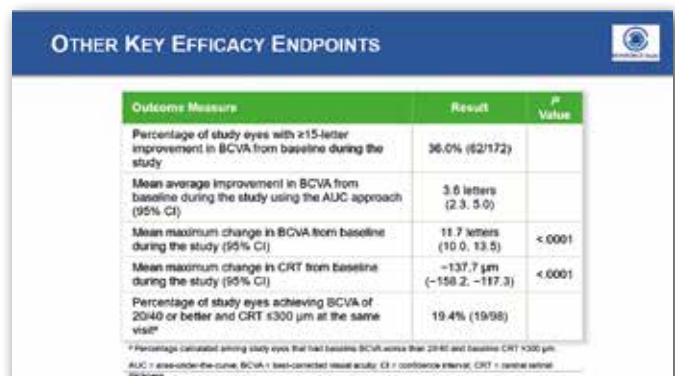 OTHER KEY EFFICACY ENDPOINTS
Outcome Measure Result P Value
Percentage of study eyes with ≥15-letter
improvement in BCVA from baseline during the
study
36.0% (62/172)
Mean average improvement in BCVA from
baseline during the study using the AUC approach
(95% CI)
3.6 letters
(2.3, 5.0)
Mean maximum change in BCVA from baseline
during the study (95% CI)
11.7 letters
(10.0, 13.5)
<.0001
Mean maximum change in CRT from baseline
during the study (95% CI)
−137.7 µm
(−158.2, −117.3)
<.0001
Percentage of study eyes achieving BCVA of
20/40 or better and CRT ≤300 µm at the same
visitª
19.4% (19/98)
ª Percentage calculated among study eyes that had baseline BCVA worse than 20/40 and baseline CRT >300 µm.
AUC = area-under-the-curve; BCVA = best-corrected visual acuity; CI = confidence interval; CRT = central retinal
thickness